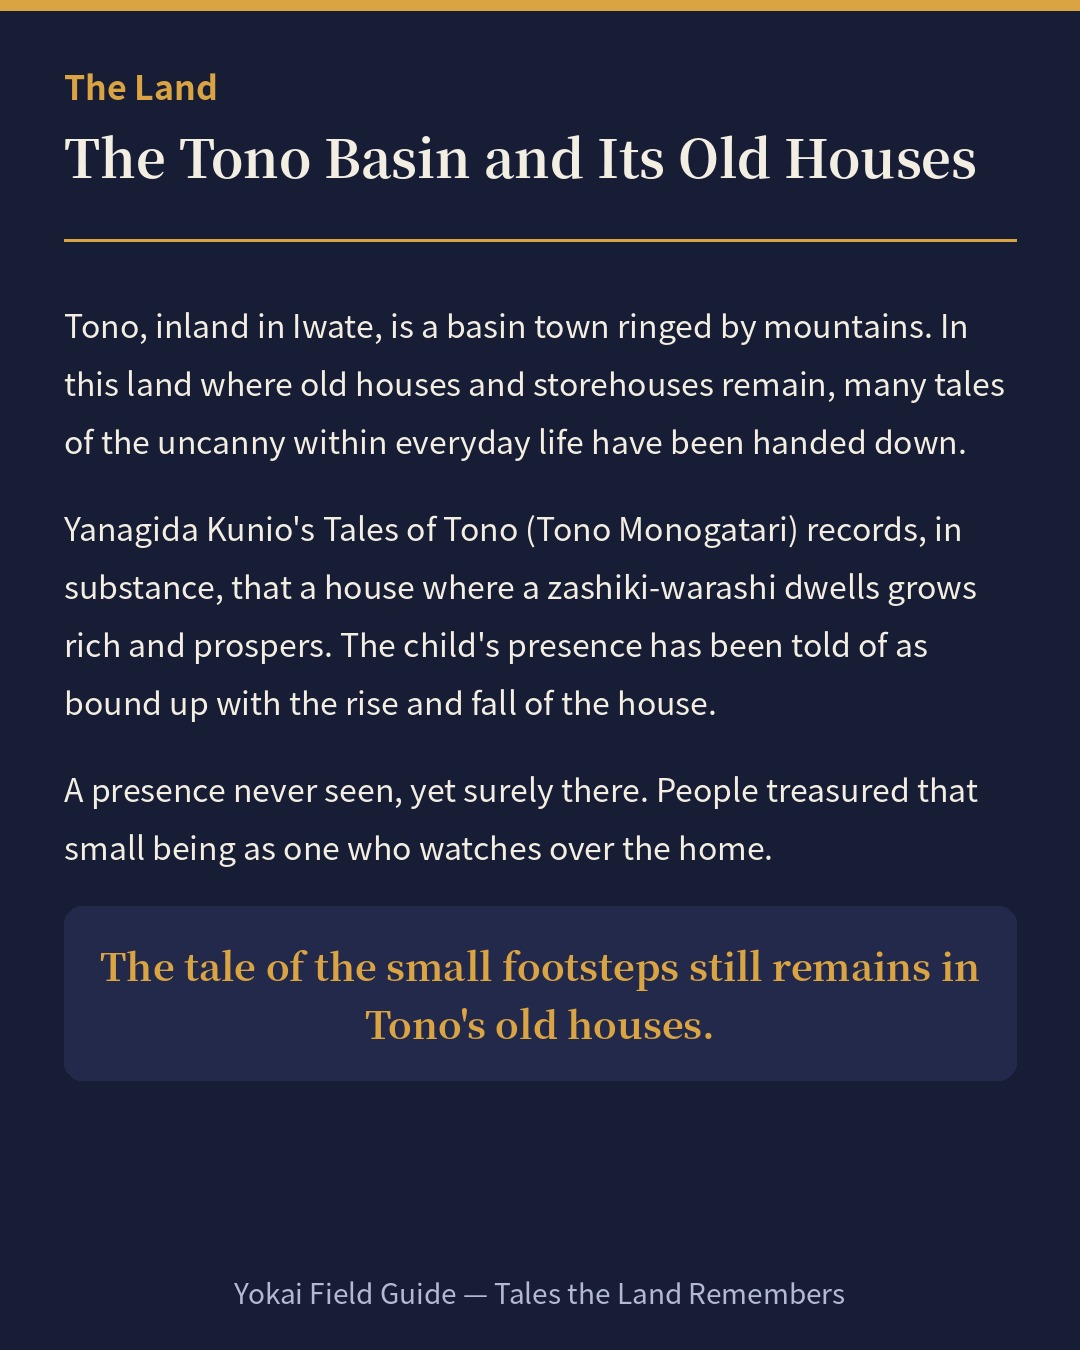 The Land
The Tono Basin and Its Old Houses
Tono, inland in Iwate, is a basin town ringed by mountains. In
this land where old houses and storehouses remain, many tales
of the uncanny within everyday life have been handed down.
Yanagida Kunio's Tales of Tono (Tono Monogatari) records, in
substance, that a house where a zashiki-warashi dwells grows
rich and prospers. The child's presence has been told of as
bound up with the rise and fall of the house.
A presence never seen, yet surely there. People treasured that
small being as one who watches over the home.
The tale of the small footsteps still remains in
Tono's old houses.
Yokai Field Guide — Tales the Land Remembers